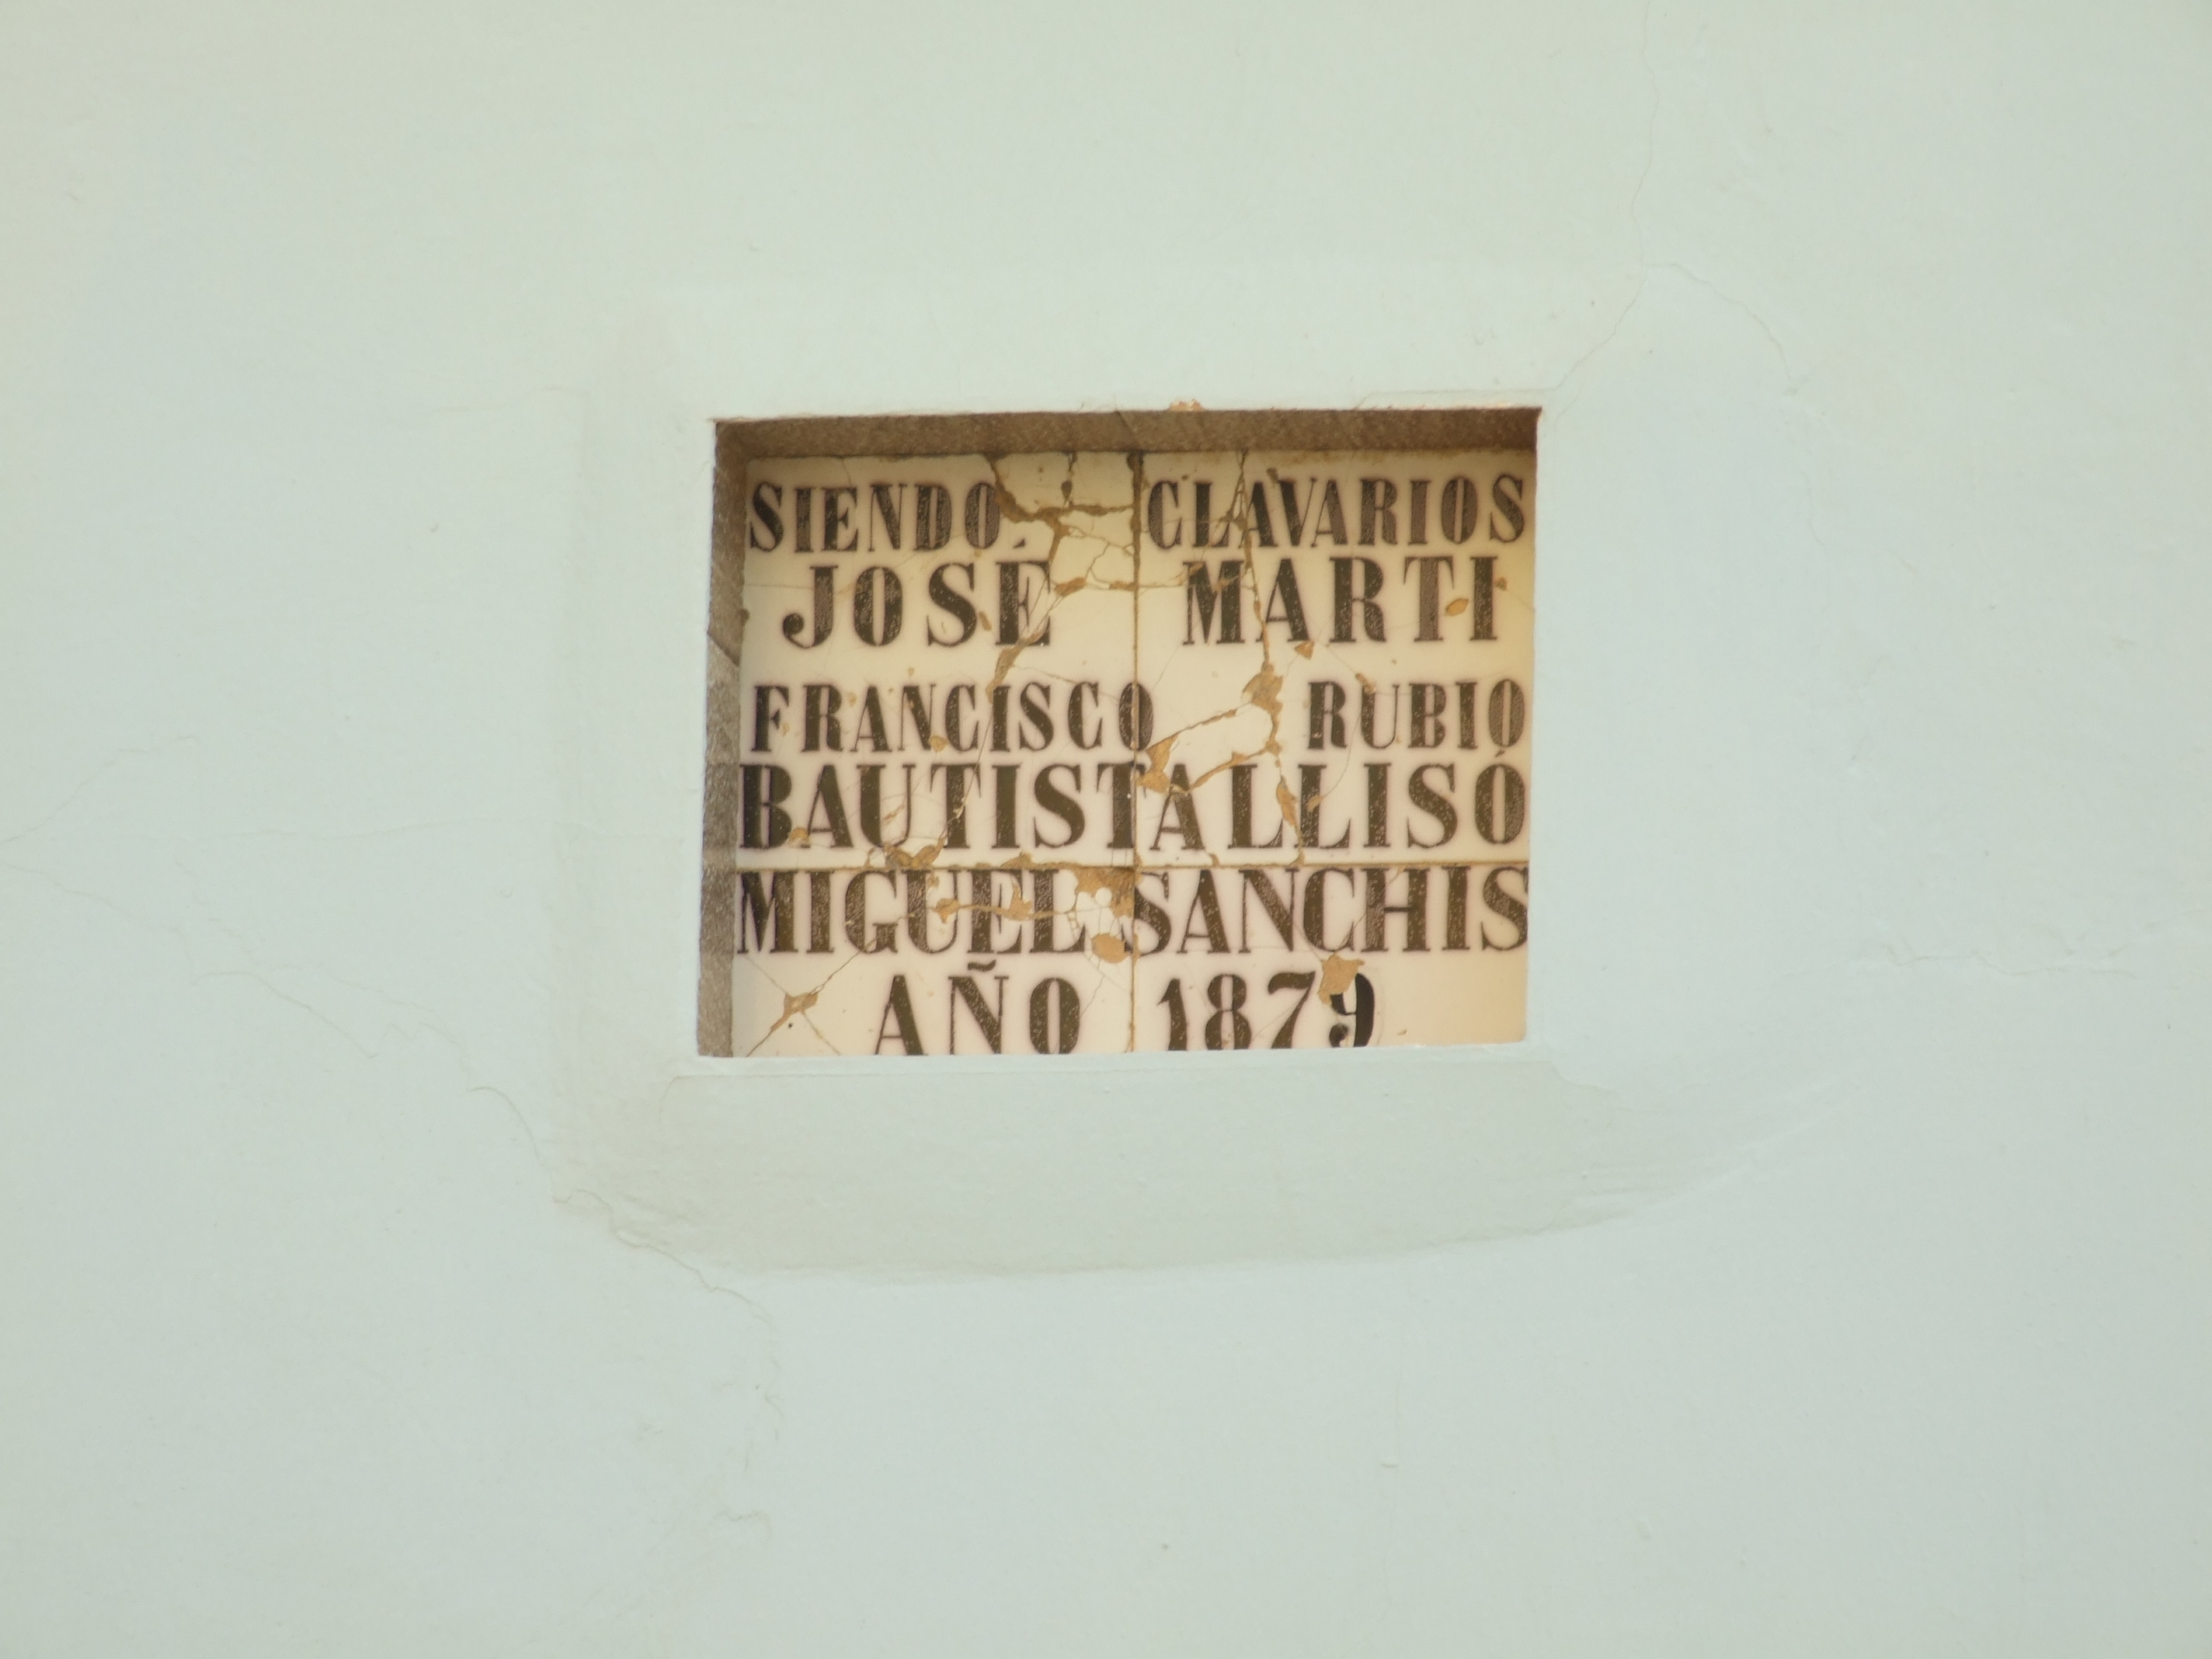 SIENDO CLAVARIOS
JOSÉ MARTI
FRANCISCO RUBIO
BAUTISTA LLISÓ
MIGUEL SANCHIS
AÑO 1879